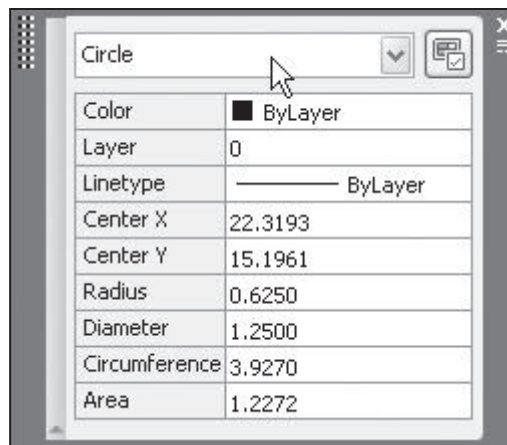 Circle
Color ByLayer
Layer 0
Linetype ByLayer
Center X 22.3193
Center Y 15.1961
Radius 0.6250
Diameter 1.2500
Circumference 3.9270
Area 1.2272